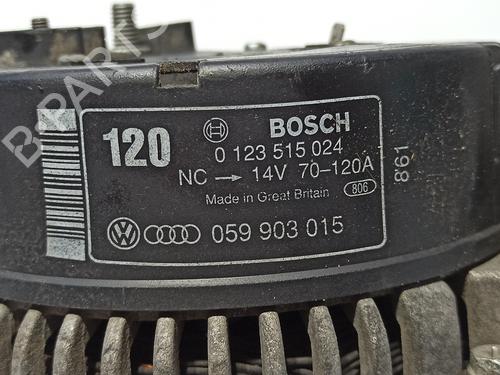 120
BOSCH
0 123 515 024
NC → 14V 70-120A
Made in Great Britain 806
861
059 903 015
B-PARTS